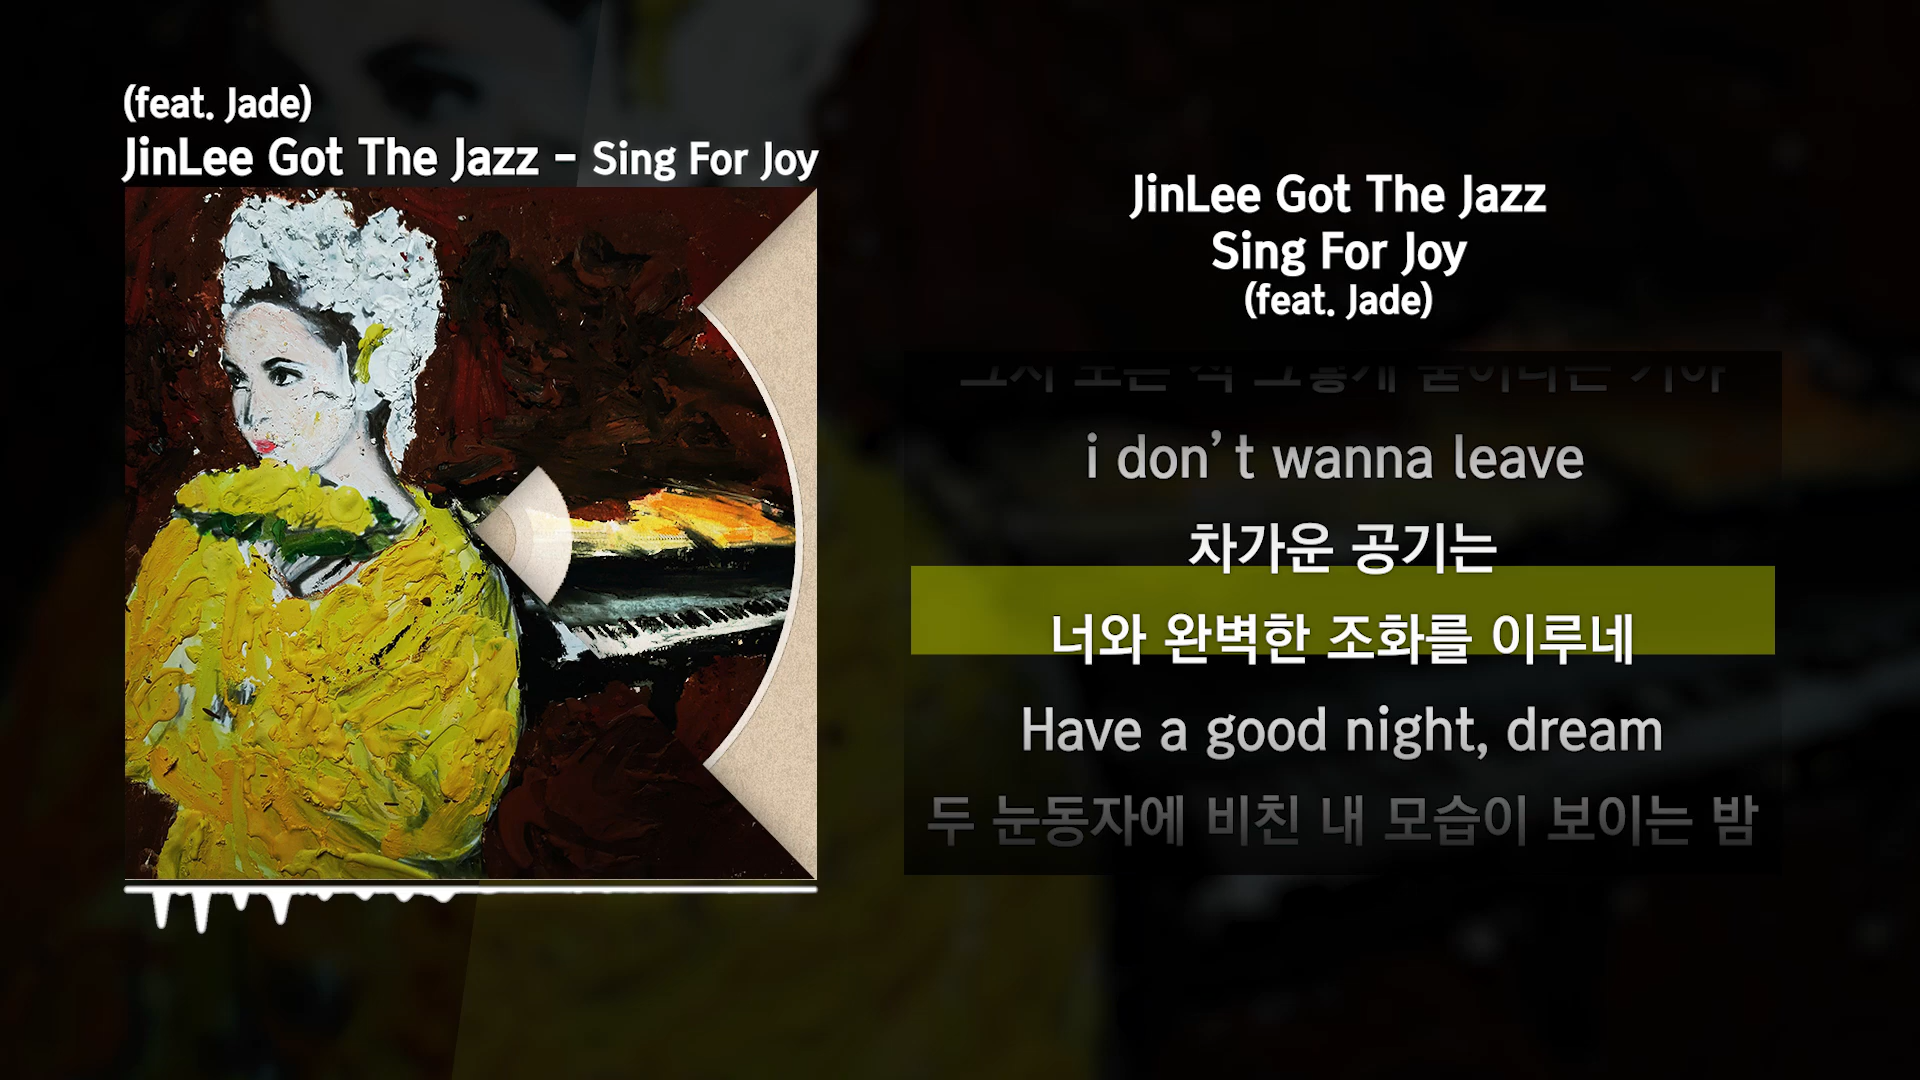 (feat. Jade)
JinLee Got The Jazz - Sing For Joy
JinLee Got The Jazz
Sing For Joy
(feat. Jade)
i don't wanna leave
차가운 공기는
너와 완벽한 조화를 이루네
Have a good night, dream
두 눈동자에 비친 내 모습이 보이는 밤